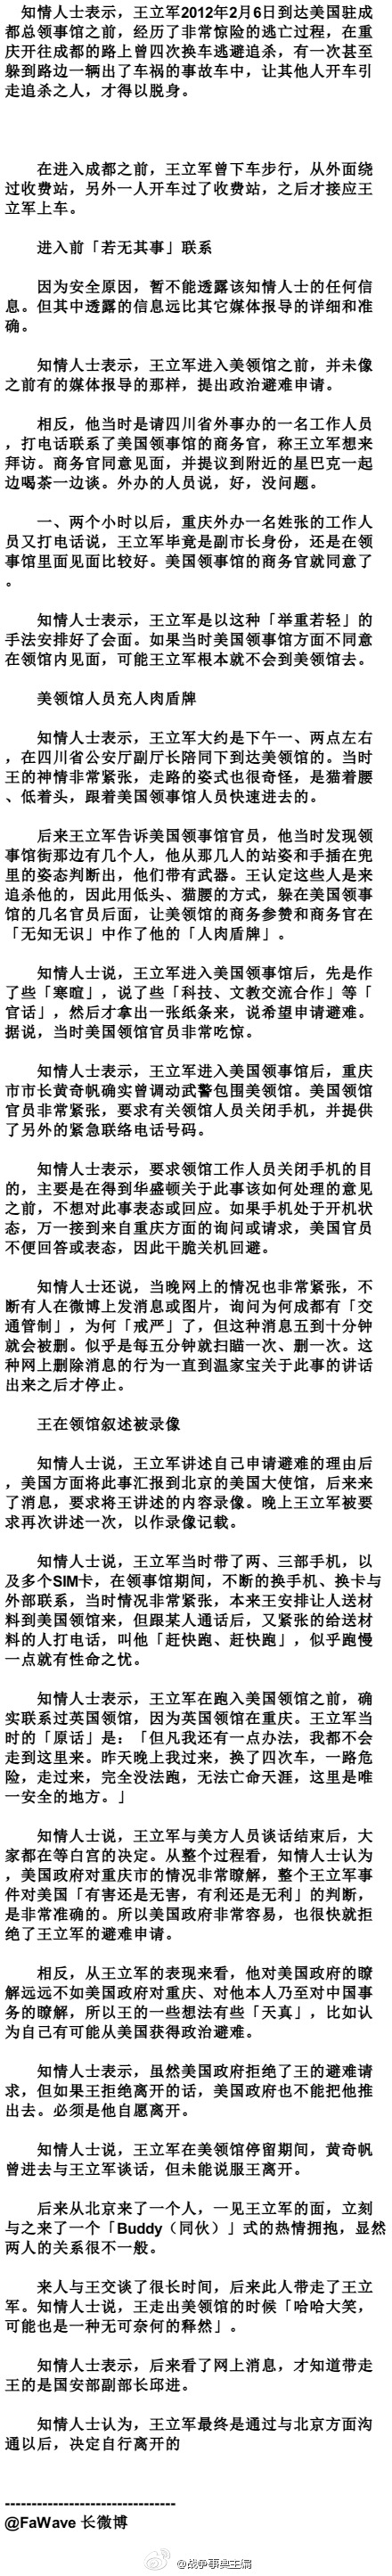 知情人士表示，王立军2012年2月6日到达美国驻成
都总领事馆之前，经历了非常惊险的逃亡过程，在重
庆开往成都的路上曾四次换车逃避追杀，有一次甚至
躲到路边一辆出了车祸的事故车中，让其他人开车引
走追杀之人，才得以脱身。
在进入成都之前，王立军曾下车步行，从外面绕
过收费站，另外一人开车过了收费站，之后才接应王
立军上车。
进入前「若无其事」联系
因为安全原因，暂不能透露该知情人士的任何信
息。但其中透露的信息远比其它媒体报导的详细和准
确。
知情人士表示，王立军进入美领馆之前，并未像
之前有的媒体报导的那样，提出政治避难申请。
相反，他当时是请四川省外事办的一名工作人员
，打电话联系了美国领事馆的商务官，称王立军想来
拜访。商务官同意见面，并提议到附近的星巴克一起
边喝茶一边谈。外办的人员说，好，没问题。
一、两个小时以后，重庆外办一名姓张的工作人
员又打电话说，王立军毕竟是副市长身份，还是在领
事馆里面见面比较好。美国领事馆的商务官就同意了
。
知情人士表示，王立军是以这种「举重若轻」的
手法安排好了会面。如果当时美国领事馆方面不同意
在领馆内见面，可能王立军根本就不会到美领馆去。
美领馆人员充人肉盾牌
知情人士表示，王立军大约是下午一、两点左右
，在四川省公安厅副厅长陪同下到达美领馆的。当时
王的神情非常紧张，走路的姿式也很奇怪，是猫着腰
、低着头，跟着美国领事馆人员快速进去的。
后来王立军告诉美国领事馆官员，他当时发现领
事馆街那边有几个人，他从那几人的站姿和手插在兜
里的姿态判断出，他们带有武器。王认定这些人是来
追杀他的，因此用低头、猫腰的方式，躲在美国领事
馆的几名官员后面，让美领馆的商务参赞和商务官在
「无知无识」中作了他的「人肉盾牌」。
知情人士说，王立军进入美国领事馆后，先是作
了些「寒暄」，说了些「科技、文教交流合作」等「
官话」，然后才拿出一张纸条来，说希望申请避难。
据说，当时美国领馆官员非常吃惊。
知情人士表示，王立军进入美国领事馆后，重庆
市市长黄奇帆确实曾调动武警包围美领馆。美国领馆
官员非常紧张，要求有关领馆人员关闭手机，并提供
了另外的紧急联络电话号码。
知情人士表示，要求领馆工作人员关闭手机的目
的，主要是在得到华盛顿关于此事该如何处理的意见
之前，不想对此事表态或回应。如果手机处于开机状
态，万一接到来自重庆方面的询问或请求，美国官员
不便回答或表态，因此干脆关机回避。
知情人士还说，当晚网上的情况也非常紧张，不
断有人在微博上发消息或图片，询问为何成都有「交
通管制」，为何「戒严」了，但这种消息五到十分钟
就会被删。似乎是每五分钟就扫瞄一次、删一次。这
种网上删除消息的行为一直到温家宝关于此事的讲话
出来之后才停止。
王在领馆叙述被录像
知情人士说，王立军讲述自己申请避难的理由后
，美国方面将此事汇报到北京的美国大使馆，后来来
了消息，要求将王讲述的内容录像。晚上王立军被要
求再次讲述一次，以作录像记载。
知情人士说，王立军当时带了两、三部手机，以
及多个SIM卡，在领事馆期间，不断的换手机、换卡与
外部联系，当时情况非常紧张，本来王安排让人送材
料到美国领馆来，但跟某人通话后，又紧张的给送材
料的人打电话，叫他「赶快跑、赶快跑」，似乎跑慢
一点就有性命之忧。
知情人士表示，王立军在跑入美国领馆之前，确
实联系过英国领馆，因为英国领馆在重庆。王立军当
时的「原话」是：「但凡我还有一点办法，我都不会
走到这里来。昨天晚上我过来，换了四次车，一路危
险，走过来，完全没法跑，无法亡命天涯，这里是唯
一安全的地方。」
知情人士说，王立军与美方人员谈话结束后，大
家都在等白宫的决定。从整个过程看，知情人士认为
，美国政府对重庆市的情况非常瞭解，整个王立军事
件对美国「有害还是无害，有利还是无利」的判断，
是非常准确的。所以美国政府非常容易，也很快就拒
绝了王立军的避难申请。
相反，从王立军的表现来看，他对美国政府的瞭
解远远不如美国政府对重庆、对他本人乃至对中国事
务的瞭解，所以王的一些想法有些「天真」，比如认
为自己有可能从美国获得政治避难。
知情人士表示，虽然美国政府拒绝了王的避难请
求，但如果王拒绝离开的话，美国政府也不能把他推
出去。必须是他自愿离开。
知情人士说，王立军在美领馆停留期间，黄奇帆
曾进去与王立军谈话，但未能说服王离开。
后来从北京来了一个人，一见王立军的面，立刻
与之来了一个「Buddy（同伙）」式的热情拥抱，显然
两人的关系很不一般。
来人与王交谈了很长时间，后来此人带走了王立
军。知情人士说，王走出美领馆的时候「哈哈大笑，
可能也是一种无可奈何的释然」。
知情人士表示，后来看了网上消息，才知道带走
王的是国安部副部长邱进。
知情人士认为，王立军最终是通过与北京方面沟
通以后，决定自行离开的
--------------------------------
@FaWave 长微博
@战争事奥主编